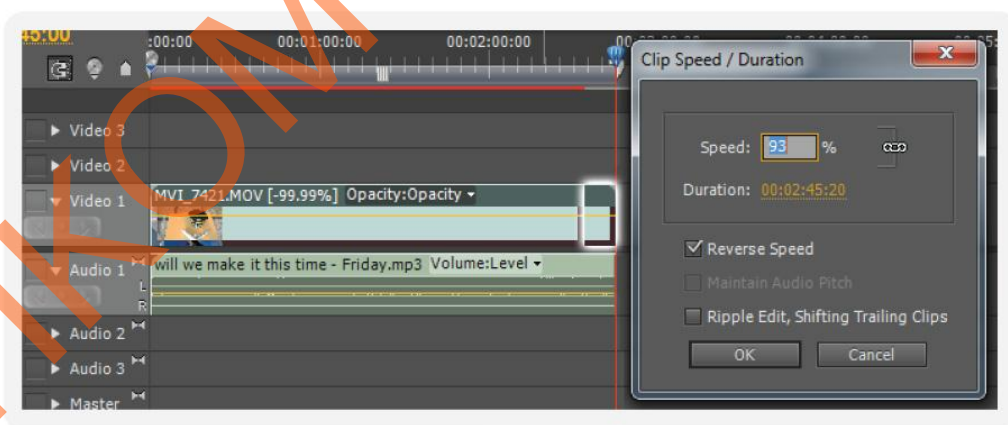 45:00
:00:00 00:01:00:00 00:02:00:00
Clip Speed / Duration
Speed: 93 %
Duration: 00:02:45:20
Reverse Speed
Maintain Audio Pitch
Ripple Edit, Shifting Trailing Clips
OK Cancel
Video 3
Video 2
Video 1
MVI_7421.MOV [-99.99%] Opacity:Opacity
Audio 1
will we make it this time - Friday.mp3 Volume:Level
L
R
Audio 2
Audio 3
Master
KOM